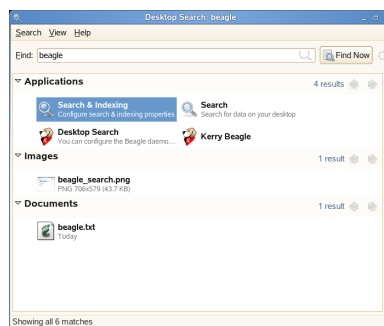 Desktop Search: beagle
Search View Help
Find: beagle Find Now
Applications 4 results
Search & Indexing
Configure search & indexing properties
Search
Search for data on your desktop
Desktop Search
You can configure the Beagle daemo...
Kerry Beagle
Images 1 result
beagle_search.png
PNG 706x579 (43.7 KB)
Documents 1 result
beagle.txt
Today
Showing all 6 matches